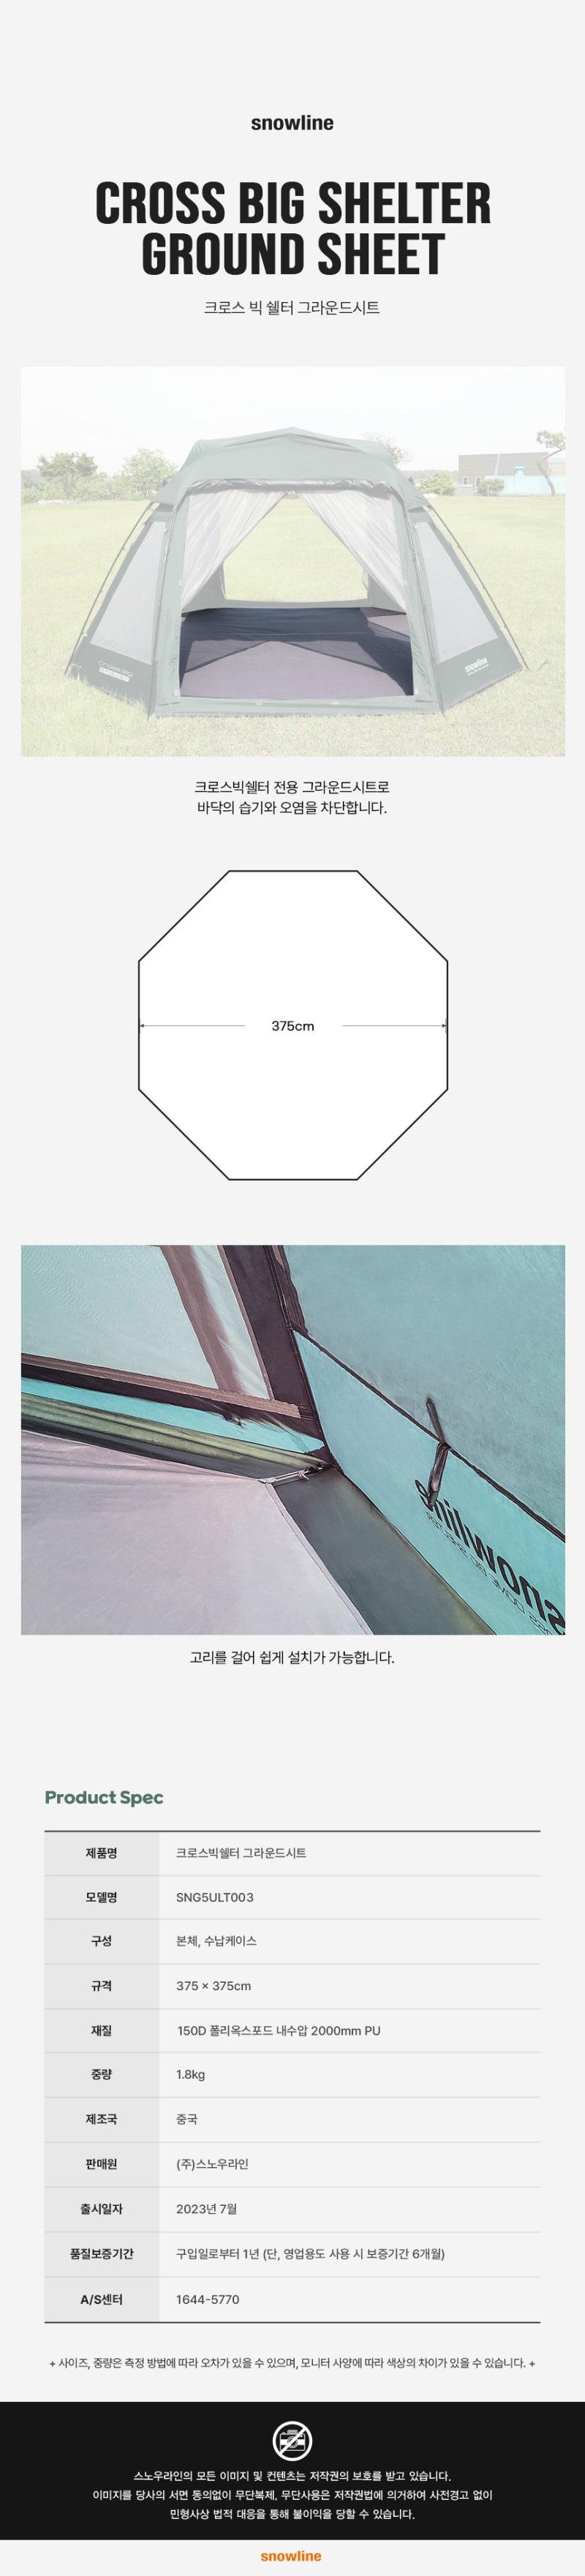 snowline
CROSS BIG SHELTER
GROUND SHEET
크로스 빅 쉘터 그라운드시트
snowline
크로스빅쉘터 전용 그라운드시트로
바닥의 습기와 오염을 차단합니다.
375cm
snowline
고리를 걸어 쉽게 설치가 가능합니다.
Product Spec
제품명 크로스빅쉘터 그라운드시트
모델명 SNG5ULT003
구성 본체, 수납케이스
규격 375 × 375cm
재질 150D 폴리옥스포드 내수압 2000mm PU
중량 1.8kg
제조국 중국
판매원 (주)스노우라인
출시일자 2023년 7월
품질보증기간 구입일로부터 1년 (단, 영업용도 사용 시 보증기간 6개월)
A/S센터 1644-5770
+ 사이즈, 중량은 측정 방법에 따라 오차가 있을 수 있으며, 모니터 사양에 따라 색상의 차이가 있을 수 있습니다. +
스노우라인의 모든 이미지 및 컨텐츠는 저작권의 보호를 받고 있습니다.
이미지를 당사의 서면 동의없이 무단복제, 무단사용은 저작권법에 의거하여 사전경고 없이
민형사상 법적 대응을 통해 불이익을 당할 수 있습니다.
snowline